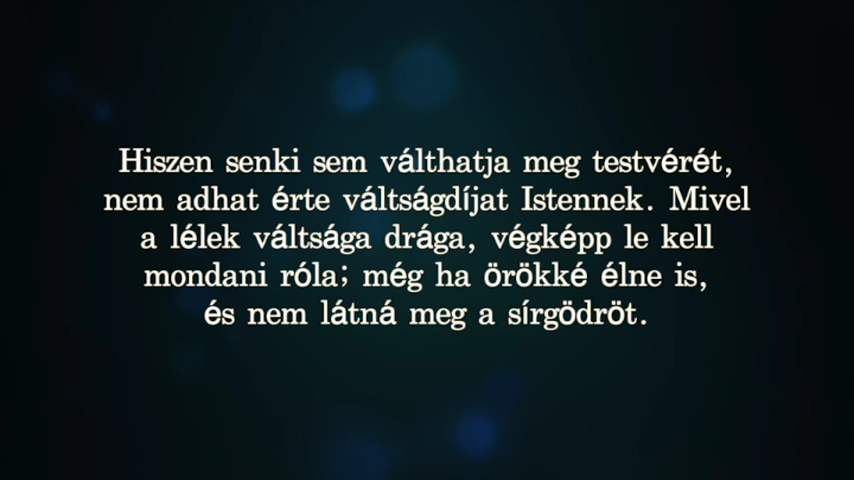 Hiszen senki sem válthatja meg testvérét,
nem adhat érte váltságdíjat Istennek. Mivel
a lélek váltsága drága, végképp le kell
mondani róla; még ha örökké élne is,
és nem látná meg a sírgödröt.